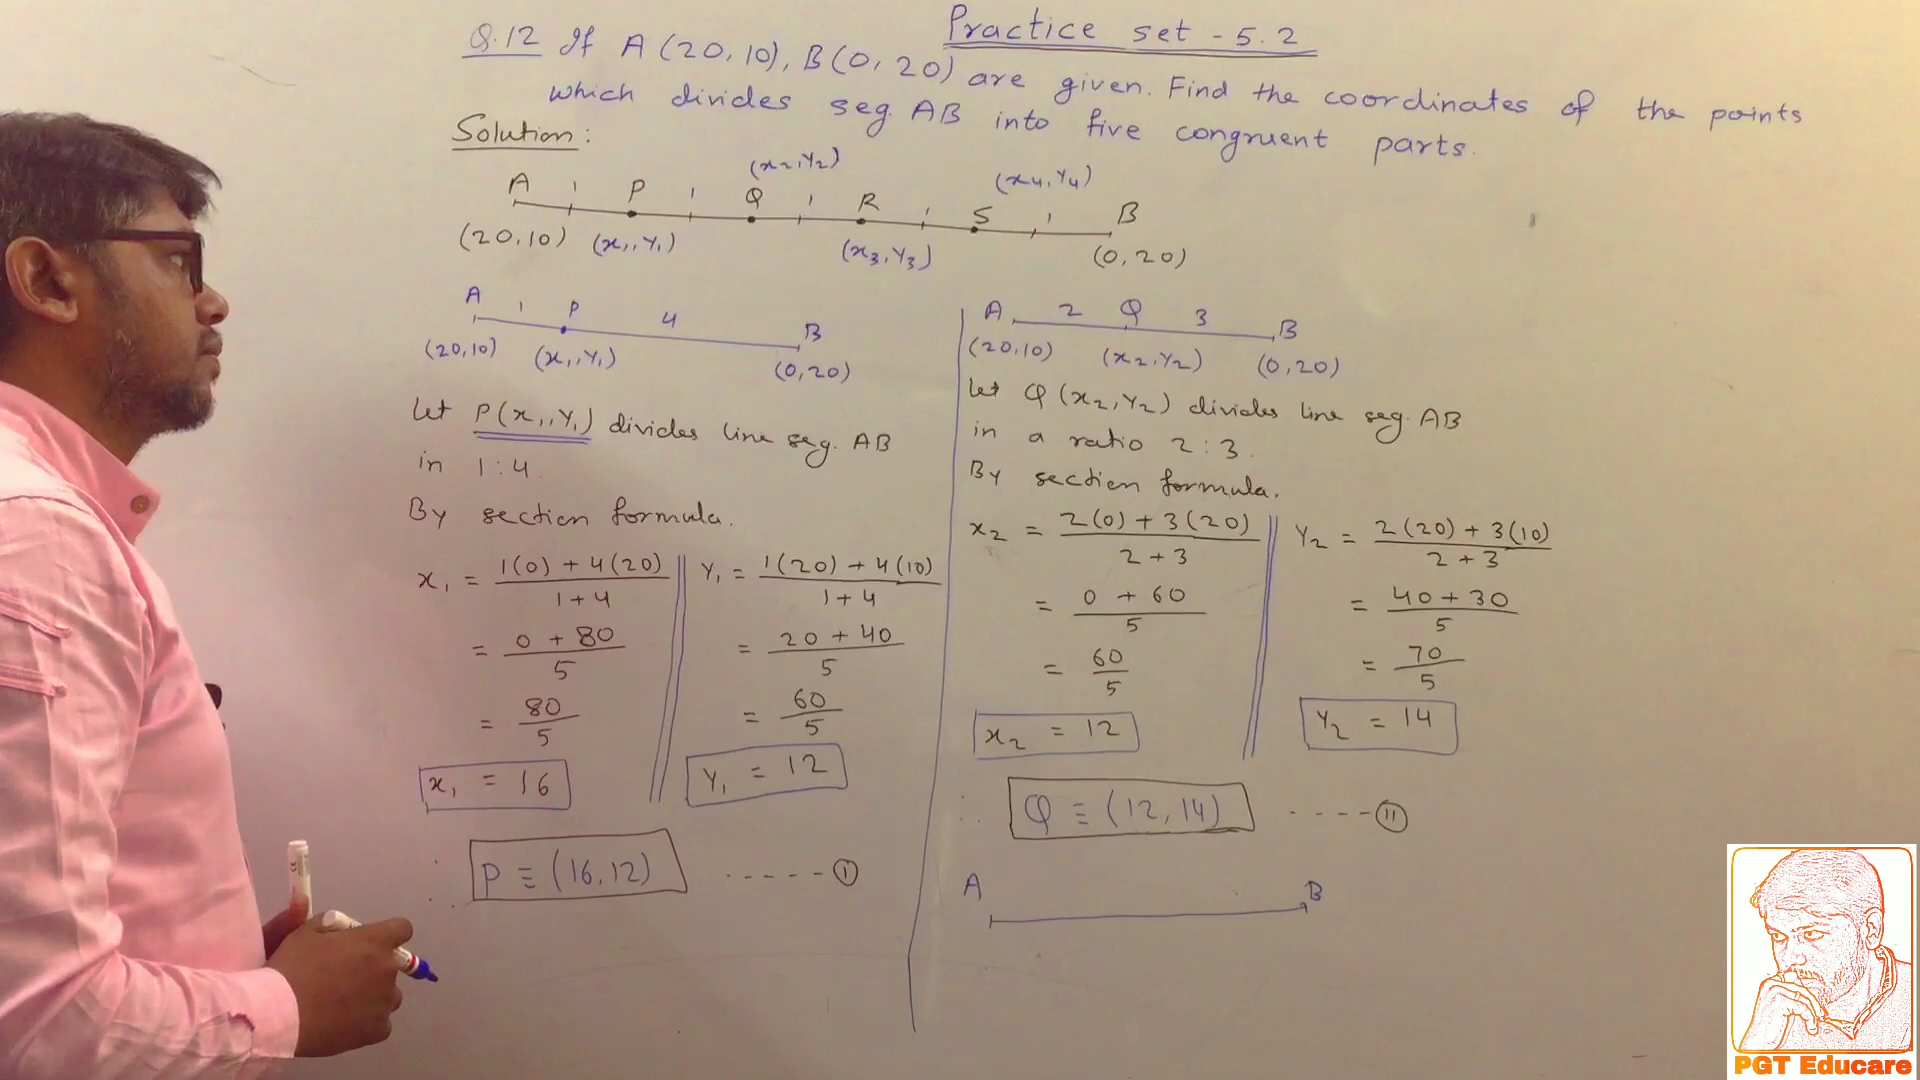 Practice set - 5.2
Q.12 If A (20, 10), B (0, 20) are given. Find the coordinates of the points
which divides seg. AB into five congruent parts.
Solution:
(x₂, y₂)
(x₄, y₄)
A 1 P 1 Q 1 R 1 S 1 B
(20,10) (x₁, y₁) (x₃, y₃) (0, 20)
A 1 P 4 B
(20,10) (x₁, y₁) (0, 20)
Let P(x₁, y₁) divides line seg. AB
in 1 : 4.
By section formula.
x₁ = 1(0) + 4(20) / 1+4
= 0 + 80 / 5
= 80 / 5
x₁ = 16
y₁ = 1(20) + 4(10) / 1+4
= 20 + 40 / 5
= 60 / 5
y₁ = 12
∴ P ≡ (16, 12) ------ (I)
A 2 Q 3 B
(20,10) (x₂, y₂) (0, 20)
Let Q (x₂, y₂) divides line seg. AB
in a ratio 2 : 3.
By section formula.
x₂ = 2(0) + 3(20) / 2 + 3
= 0 + 60 / 5
= 60 / 5
x₂ = 12
y₂ = 2(20) + 3(10) / 2 + 3
= 40 + 30 / 5
= 70 / 5
y₂ = 14
∴ Q ≡ (12, 14) ----- (II)
A B
PGT Educare